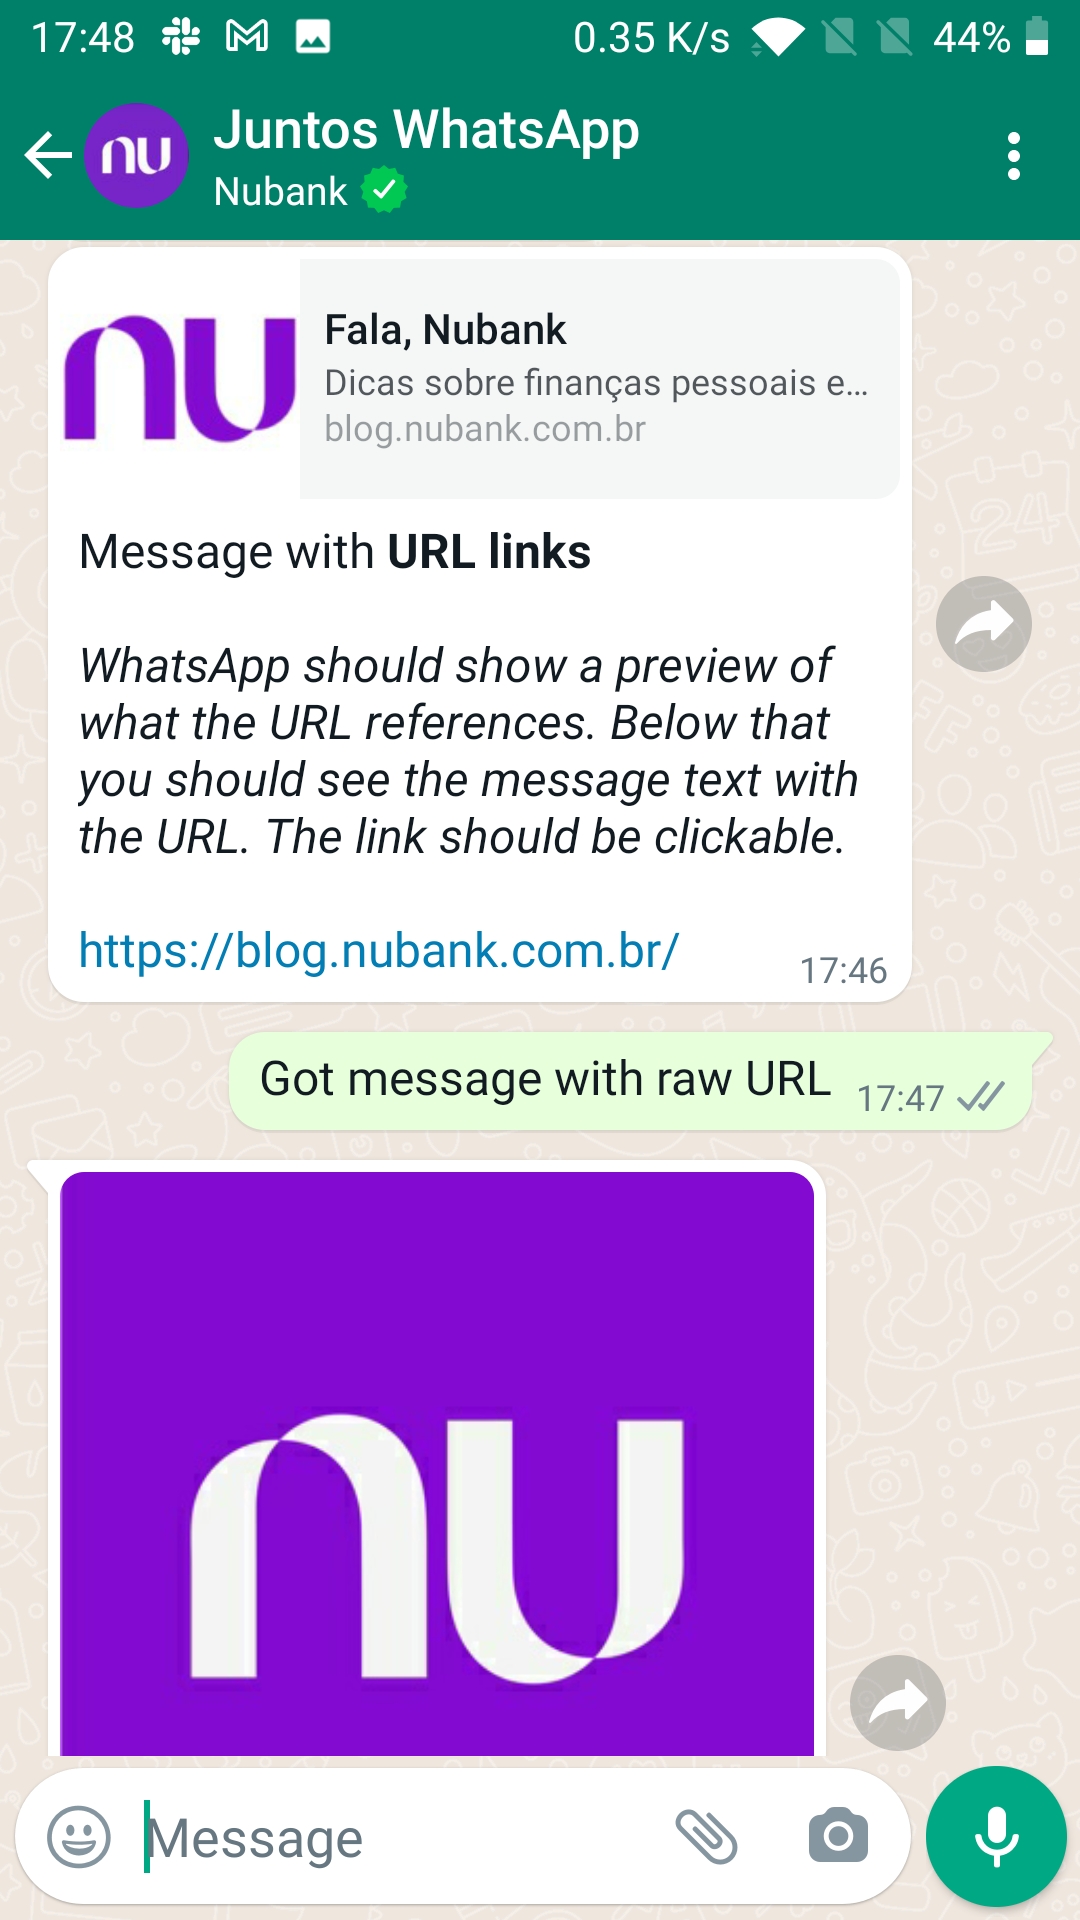 17:48 0.35 K/s 44%
nu
Juntos WhatsApp
Nubank
nu
Fala, Nubank
Dicas sobre finanças pessoais e...
blog.nubank.com.br
Message with URL links
WhatsApp should show a preview of
what the URL references. Below that
you should see the message text with
the URL. The link should be clickable.
https://blog.nubank.com.br/
17:46
Got message with raw URL 17:47
nu
Message